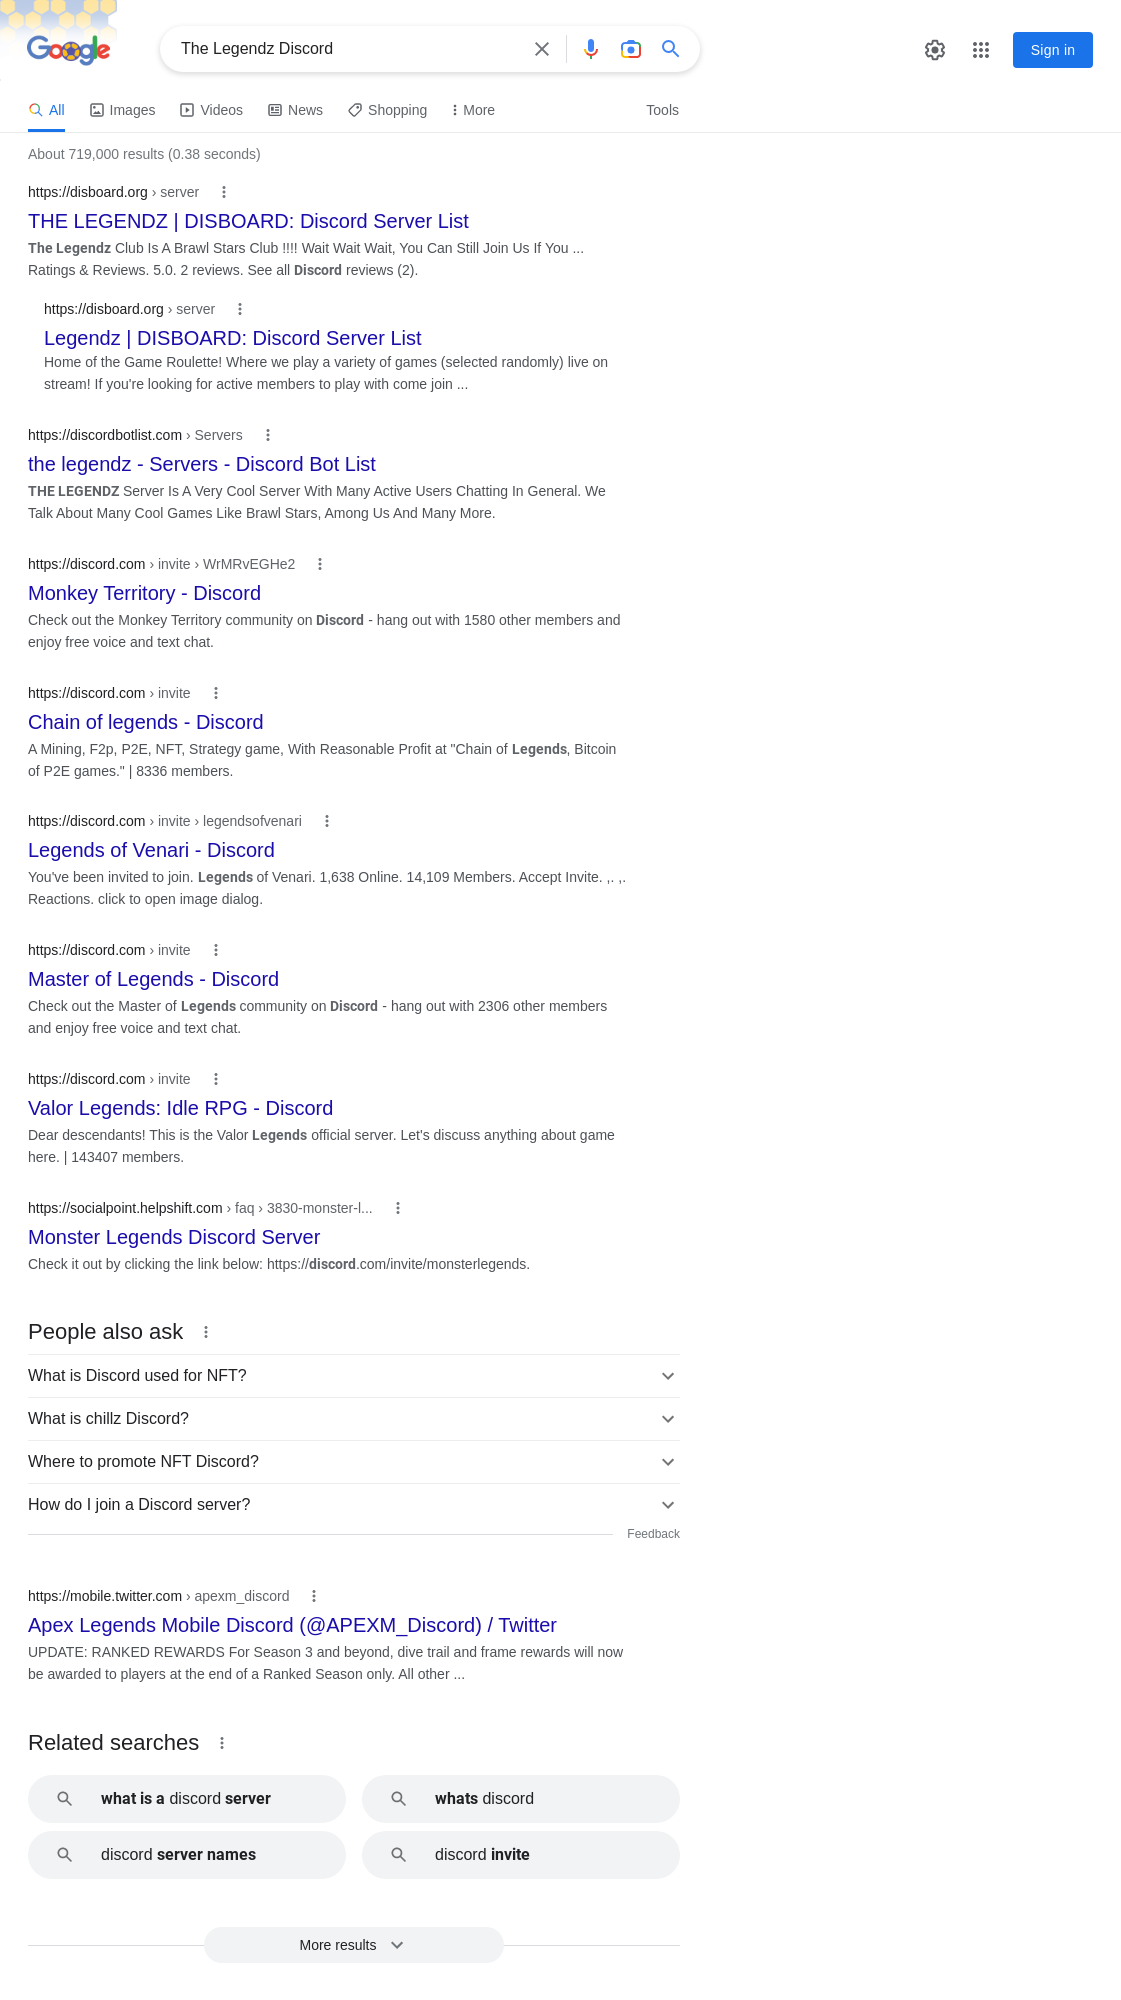 Google
The Legendz Discord
Sign in
All
Images
Videos
News
Shopping
More
Tools
About 719,000 results (0.38 seconds)
https://disboard.org › server
THE LEGENDZ | DISBOARD: Discord Server List
The Legendz Club Is A Brawl Stars Club !!!! Wait Wait Wait, You Can Still Join Us If You ...
Ratings & Reviews. 5.0. 2 reviews. See all Discord reviews (2).
https://disboard.org › server
Legendz | DISBOARD: Discord Server List
Home of the Game Roulette! Where we play a variety of games (selected randomly) live on
stream! If you're looking for active members to play with come join ...
https://discordbotlist.com › Servers
the legendz - Servers - Discord Bot List
THE LEGENDZ Server Is A Very Cool Server With Many Active Users Chatting In General. We
Talk About Many Cool Games Like Brawl Stars, Among Us And Many More.
https://discord.com › invite › WrMRvEGHe2
Monkey Territory - Discord
Check out the Monkey Territory community on Discord - hang out with 1580 other members and
enjoy free voice and text chat.
https://discord.com › invite
Chain of legends - Discord
A Mining, F2p, P2E, NFT, Strategy game, With Reasonable Profit at "Chain of Legends, Bitcoin
of P2E games." | 8336 members.
https://discord.com › invite › legendsofvenari
Legends of Venari - Discord
You've been invited to join. Legends of Venari. 1,638 Online. 14,109 Members. Accept Invite. ,. ,.
Reactions. click to open image dialog.
https://discord.com › invite
Master of Legends - Discord
Check out the Master of Legends community on Discord - hang out with 2306 other members
and enjoy free voice and text chat.
https://discord.com › invite
Valor Legends: Idle RPG - Discord
Dear descendants! This is the Valor Legends official server. Let's discuss anything about game
here. | 143407 members.
https://socialpoint.helpshift.com › faq › 3830-monster-l...
Monster Legends Discord Server
Check it out by clicking the link below: https://discord.com/invite/monsterlegends.
People also ask
What is Discord used for NFT?
What is chillz Discord?
Where to promote NFT Discord?
How do I join a Discord server?
Feedback
https://mobile.twitter.com › apexm_discord
Apex Legends Mobile Discord (@APEXM_Discord) / Twitter
UPDATE: RANKED REWARDS For Season 3 and beyond, dive trail and frame rewards will now
be awarded to players at the end of a Ranked Season only. All other ...
Related searches
what is a discord server
whats discord
discord server names
discord invite
More results